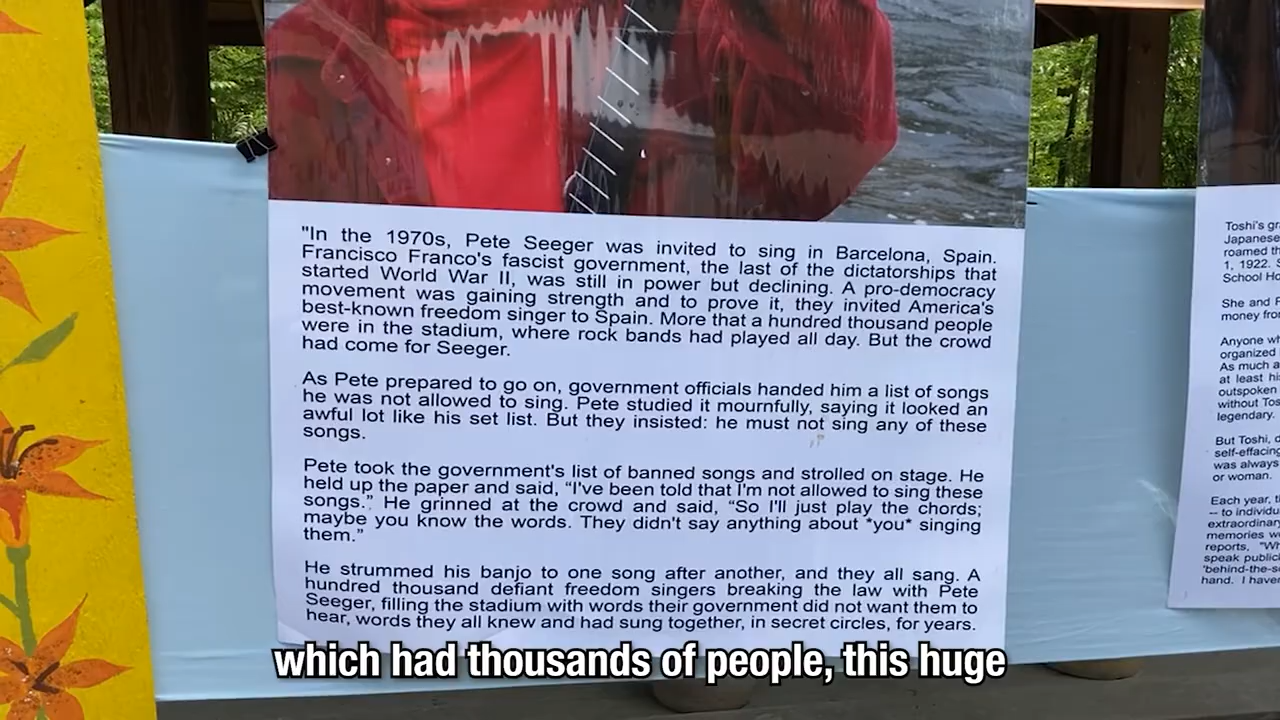 "In the 1970s, Pete Seeger was invited to sing in Barcelona, Spain.
Francisco Franco's fascist government, the last of the dictatorships that
started World War II, was still in power but declining. A pro-democracy
movement was gaining strength and to prove it, they invited America's
best-known freedom singer to Spain. More that a hundred thousand people
were in the stadium, where rock bands had played all day. But the crowd
had come for Seeger.
As Pete prepared to go on, government officials handed him a list of songs
he was not allowed to sing. Pete studied it mournfully, saying it looked an
awful lot like his set list. But they insisted: he must not sing any of these
songs.
Pete took the government's list of banned songs and strolled on stage. He
held up the paper and said, “I've been told that I'm not allowed to sing these
songs.” He grinned at the crowd and said, “So I'll just play the chords;
maybe you know the words. They didn't say anything about *you* singing
them.”
He strummed his banjo to one song after another, and they all sang. A
hundred thousand defiant freedom singers breaking the law with Pete
Seeger, filling the stadium with words their government did not want them to
hear, words they all knew and had sung together, in secret circles, for years.
Toshi's
Japanese
roamed
1, 1922.
School
She and
money
Anyone
organized
As much
at least
outspoken
without
legendary.
But Toshi,
self-effacing
was always
or woman.
Each year,
-- to
extraordinary
memories
reports,
speak
'behind-the-
hand. I
which had thousands of people, this huge